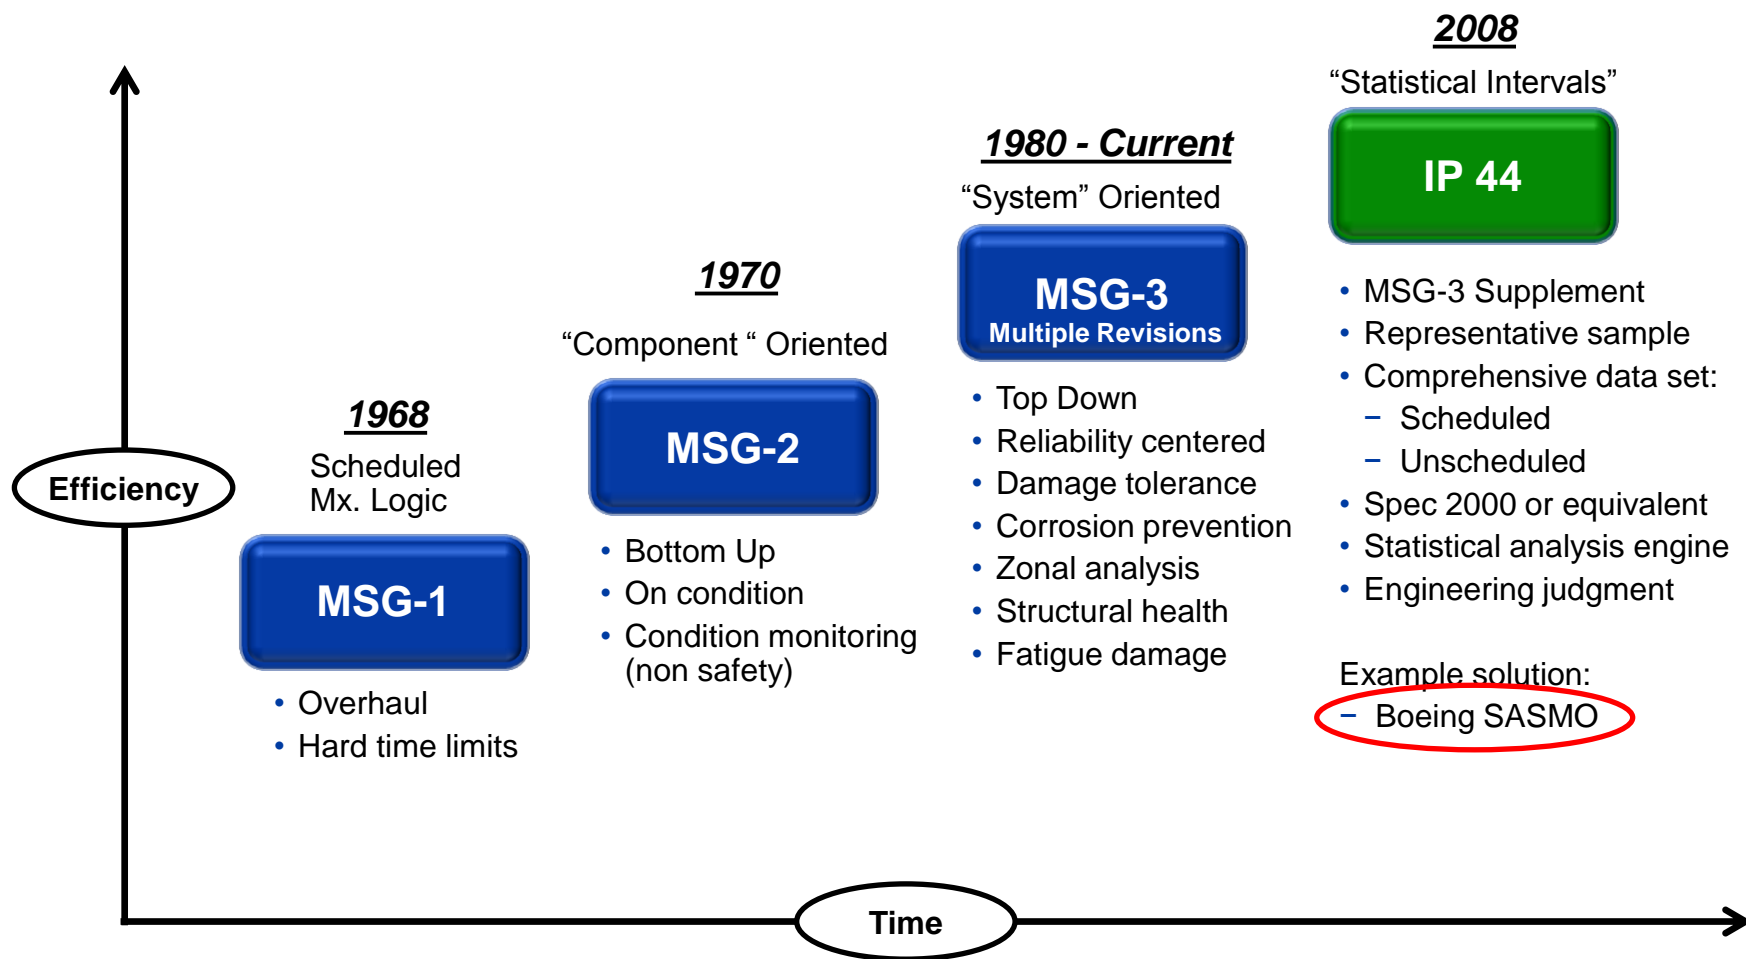 Efficiency
1968
Scheduled
Mx. Logic
MSG-1
• Overhaul
• Hard time limits
1970
“Component “ Oriented
MSG-2
• Bottom Up
• On condition
• Condition monitoring
(non safety)
1980 - Current
“System” Oriented
MSG-3
Multiple Revisions
• Top Down
• Reliability centered
• Damage tolerance
• Corrosion prevention
• Zonal analysis
• Structural health
• Fatigue damage
2008
“Statistical Intervals”
IP 44
• MSG-3 Supplement
• Representative sample
• Comprehensive data set:
– Scheduled
– Unscheduled
• Spec 2000 or equivalent
• Statistical analysis engine
• Engineering judgment
Example solution:
– Boeing SASMO
Time